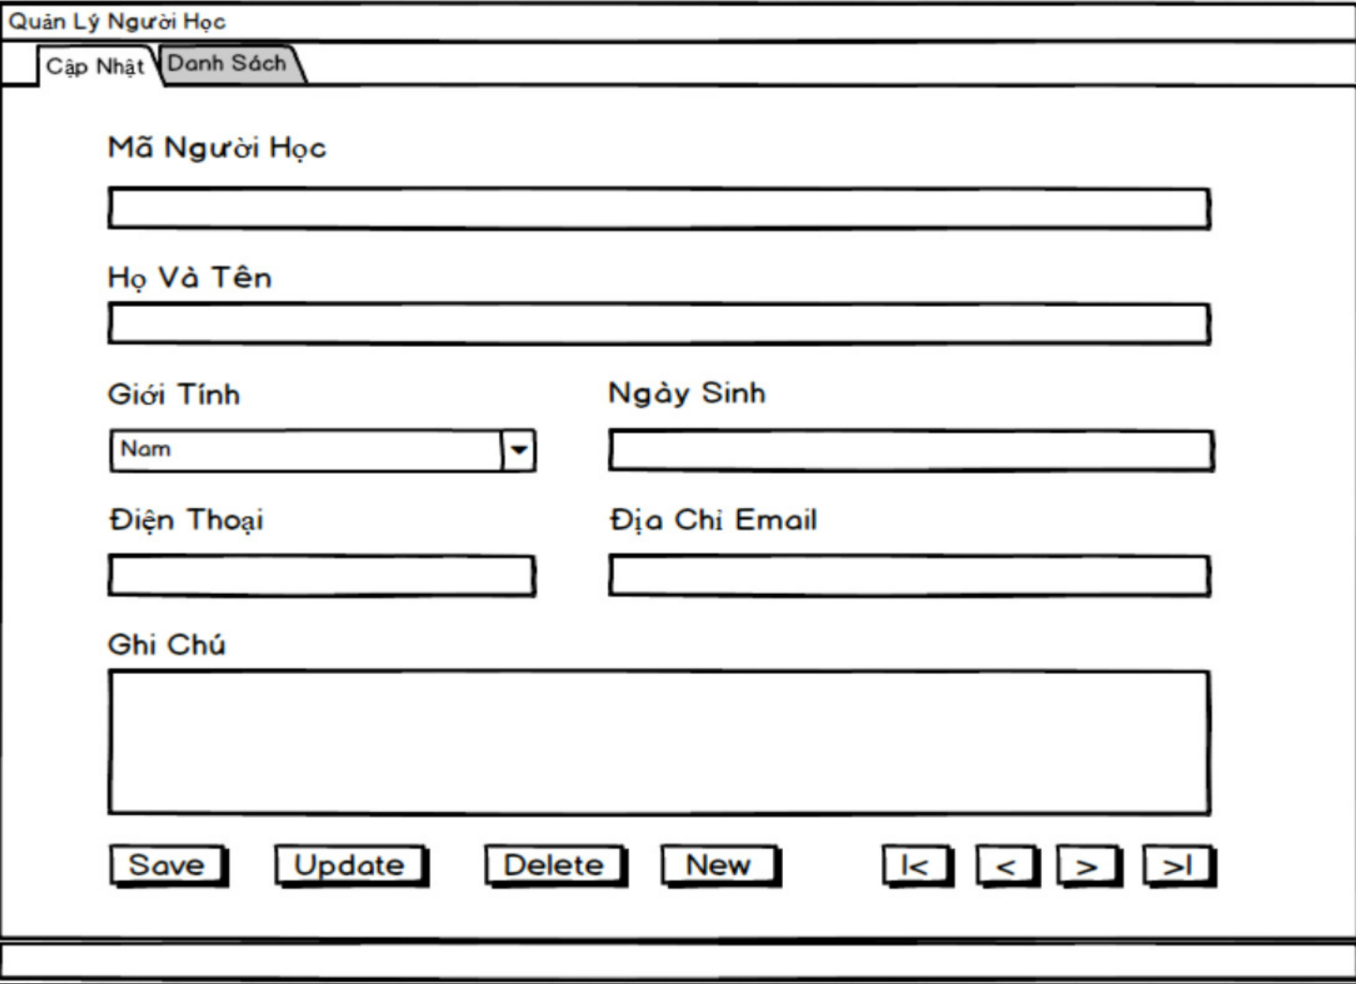 Quản Lý Người Học
Cập Nhật Danh Sách
Mã Người Học
Họ Và Tên
Giới Tính Ngày Sinh
Nam
Điện Thoại Địa Chỉ Email
Ghi Chú
Save Update Delete New |< < > >|